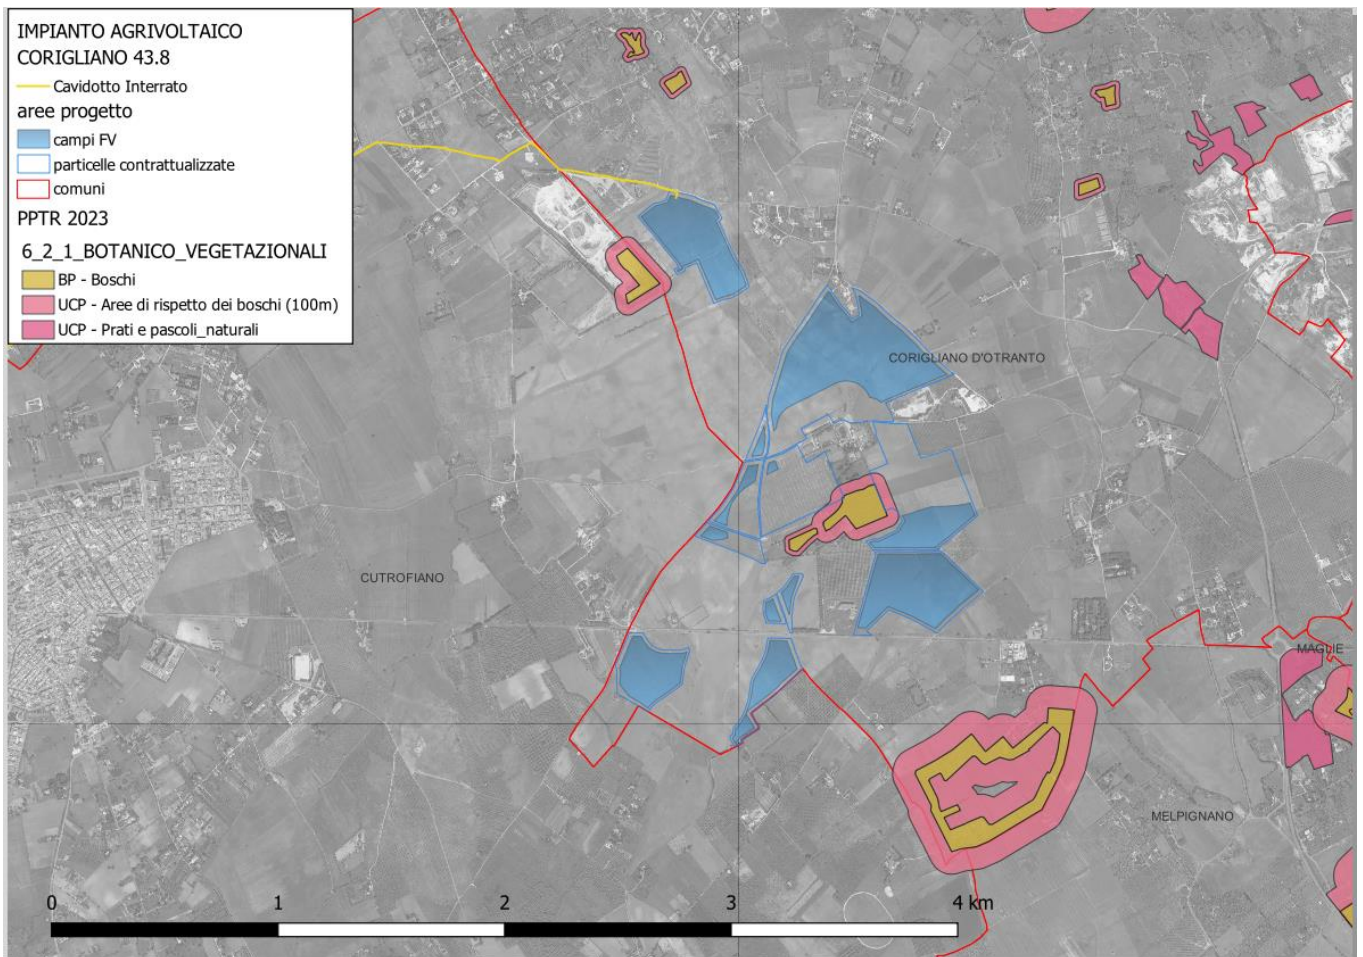 IMPIANTO AGRIVOLTAICO
CORIGLIANO 43.8
Cavidotto Interrato
aree progetto
campi FV
particelle contrattualizzate
comuni
PPTR 2023
6_2_1_BOTANICO_VEGETAZIONALI
BP - Boschi
UCP - Aree di rispetto dei boschi (100m)
UCP - Prati e pascoli_naturali
CORIGLIANO D'OTRANTO
CUTROFIANO
MAGLIE
MELPIGNANO
0 1 2 3 4 km